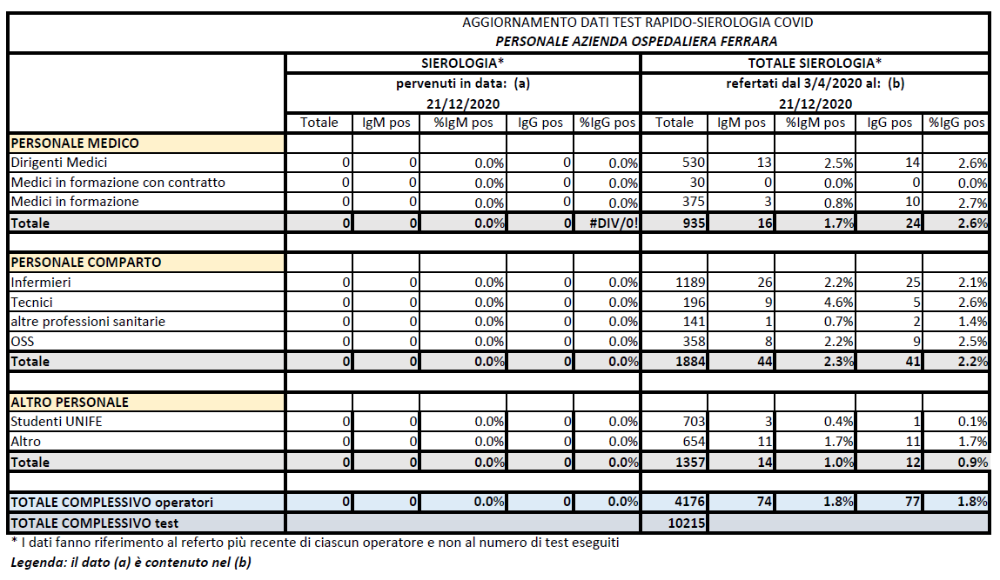 AGGIORNAMENTO DATI TEST RAPIDO-SIEROLOGIA COVID
PERSONALE AZIENDA OSPEDALIERA FERRARA
SIEROLOGIA* TOTALE SIEROLOGIA*
pervenuti in data: (a) refertati dal 3/4/2020 al: (b)
21/12/2020 21/12/2020
Totale IgM pos %IgM pos IgG pos %IgG pos Totale IgM pos %IgM pos IgG pos %IgG pos
PERSONALE MEDICO
Dirigenti Medici 0 0 0.0% 0 0.0% 530 13 2.5% 14 2.6%
Medici in formazione con contratto 0 0 0.0% 0 0.0% 30 0 0.0% 0 0.0%
Medici in formazione 0 0 0.0% 0 0.0% 375 3 0.8% 10 2.7%
Totale 0 0 0.0% 0 #DIV/0! 935 16 1.7% 24 2.6%
PERSONALE COMPARTO
Infermieri 0 0 0.0% 0 0.0% 1189 26 2.2% 25 2.1%
Tecnici 0 0 0.0% 0 0.0% 196 9 4.6% 5 2.6%
altre professioni sanitarie 0 0 0.0% 0 0.0% 141 1 0.7% 2 1.4%
OSS 0 0 0.0% 0 0.0% 358 8 2.2% 9 2.5%
Totale 0 0 0.0% 0 0.0% 1884 44 2.3% 41 2.2%
ALTRO PERSONALE
Studenti UNIFE 0 0 0.0% 0 0.0% 703 3 0.4% 1 0.1%
Altro 0 0 0.0% 0 0.0% 654 11 1.7% 11 1.7%
Totale 0 0 0.0% 0 0.0% 1357 14 1.0% 12 0.9%
TOTALE COMPLESSIVO operatori 0 0 0.0% 0 0.0% 4176 74 1.8% 77 1.8%
TOTALE COMPLESSIVO test 10215
* I dati fanno riferimento al referto più recente di ciascun operatore e non al numero di test eseguiti
Legenda: il dato (a) è contenuto nel (b)